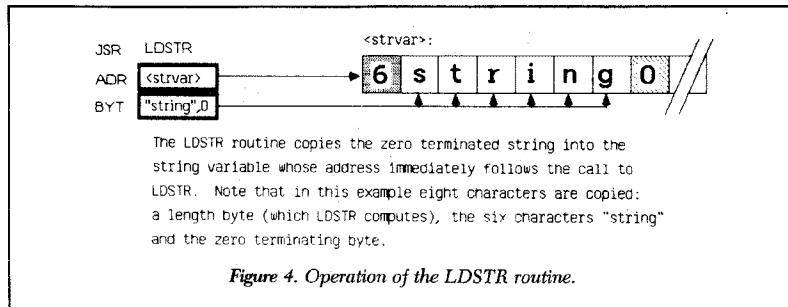 <strvar>:
JSR LDSTR
ADR <strvar>
6 s t r i n g 0
BYT "string",0
The LDSTR routine copies the zero terminated string into the
string variable whose address immediately follows the call to
LDSTR. Note that in this example eight characters are copied:
a length byte (which LDSTR computes), the six characters "string"
and the zero terminating byte.
Figure 4. Operation of the LDSTR routine.